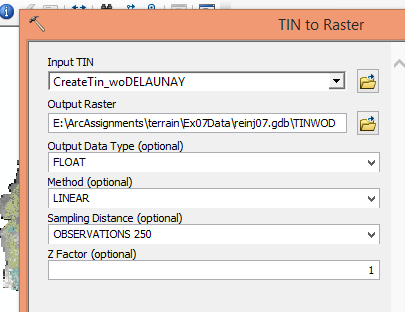 TIN to Raster
Input TIN
CreateTin_woDELAUNAY
Output Raster
E:\ArcAssignments\terrain\Ex07Data\reinj07.gdb\TINWOD
Output Data Type (optional)
FLOAT
Method (optional)
LINEAR
Sampling Distance (optional)
OBSERVATIONS 250
Z Factor (optional)
1